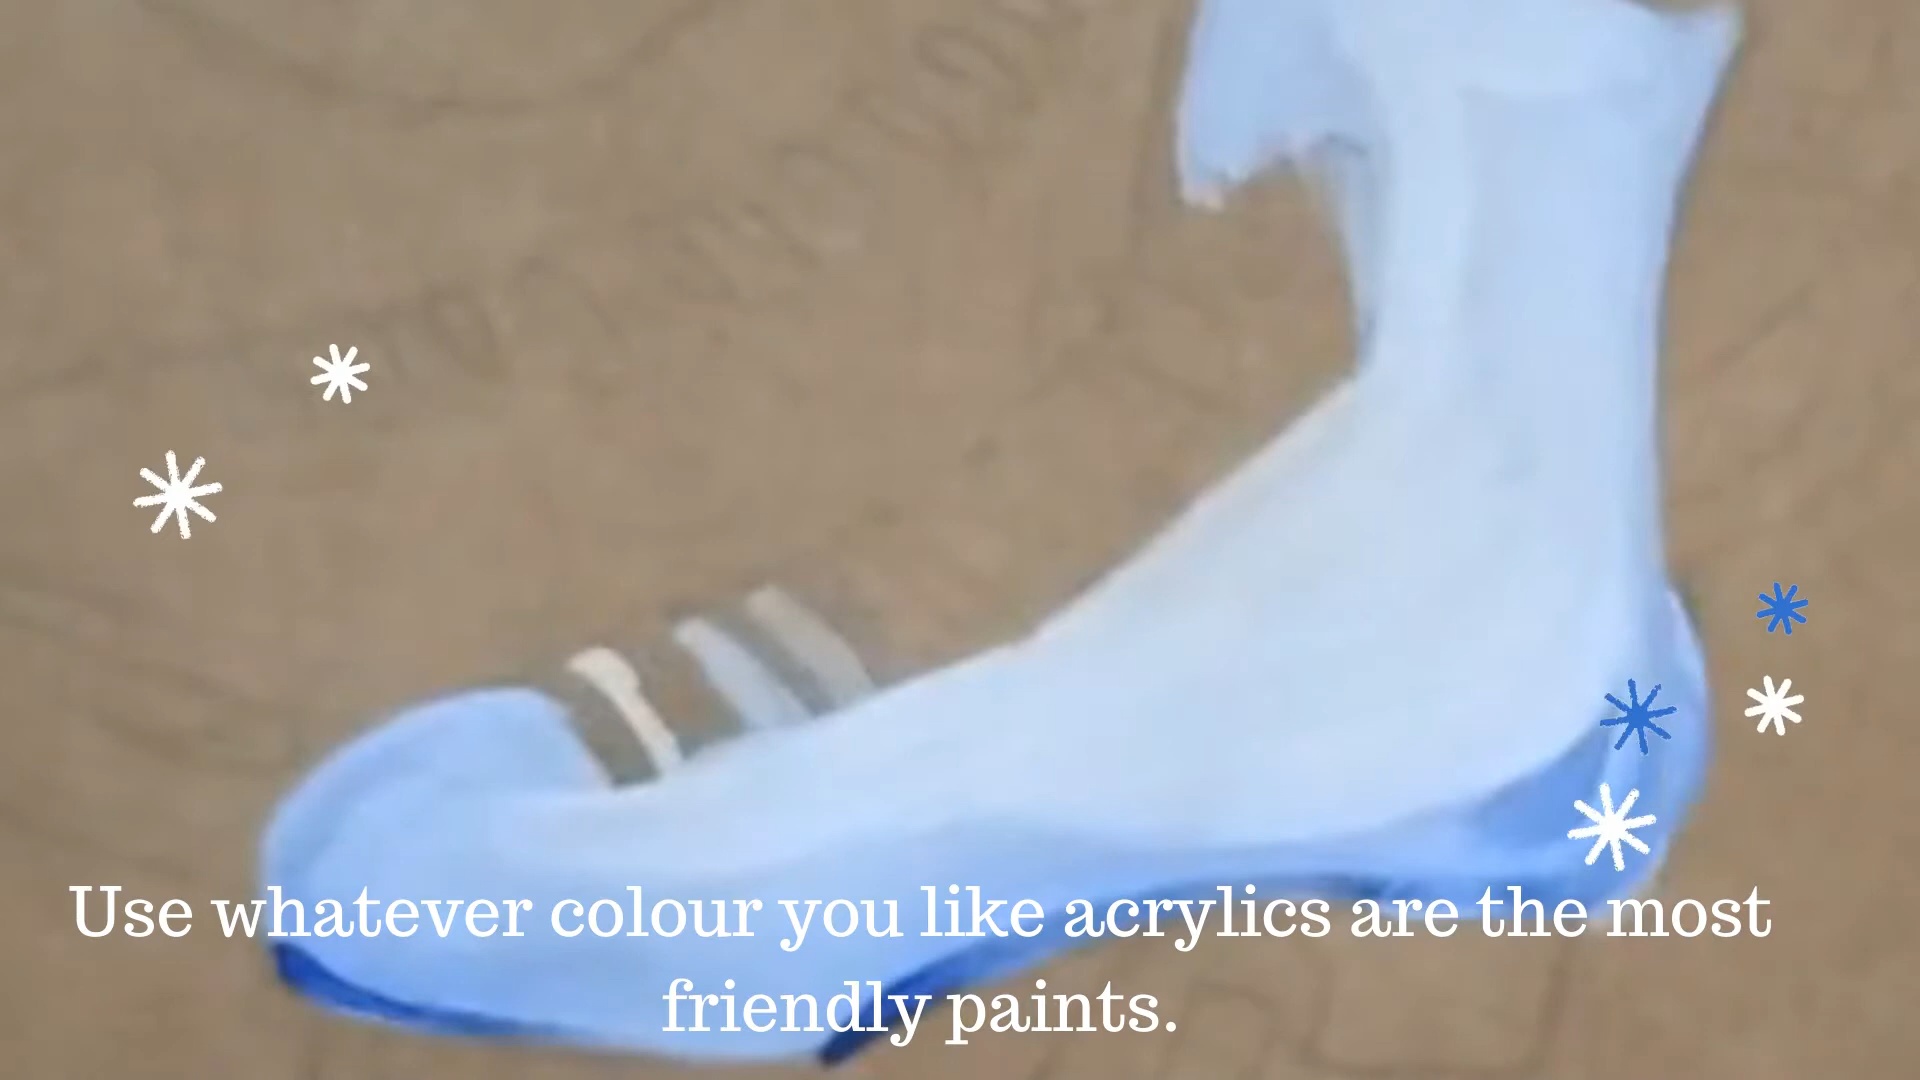 Use whatever colour you like acrylics are the most
friendly paints.